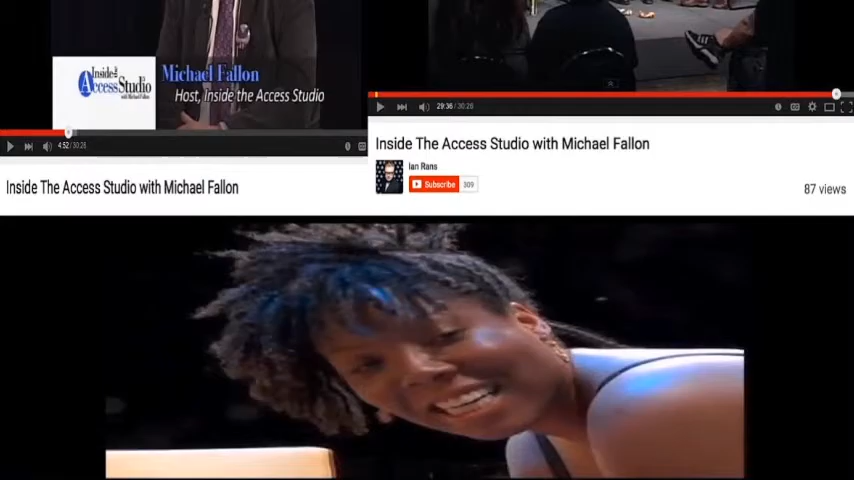 Inside the
Access Studio
with Michael Fallon
Michael Fallon
Host, Inside the Access Studio
4:52 / 30:26
Inside The Access Studio with Michael Fallon
29:36 / 30:26
Inside The Access Studio with Michael Fallon
Ian Rans
Subscribe 309
87 views